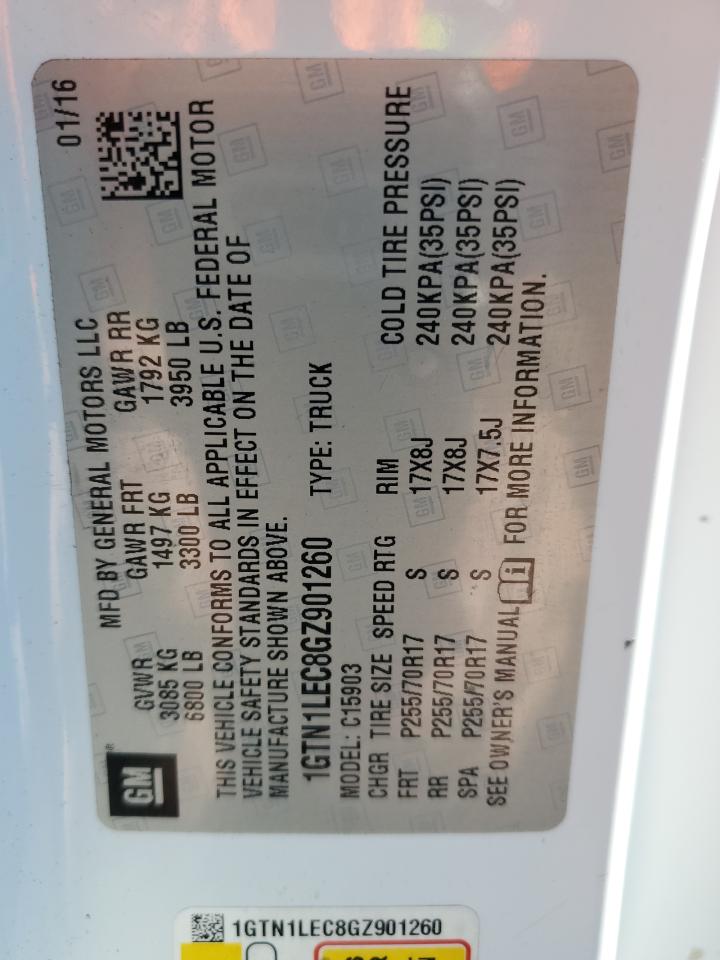 GM
MFD BY GENERAL MOTORS LLC 01/16
GVWR GAWR FRT GAWR RR
3085 KG 1497 KG 1792 KG
6800 LB 3300 LB 3950 LB
THIS VEHICLE CONFORMS TO ALL APPLICABLE U.S. FEDERAL MOTOR
VEHICLE SAFETY STANDARDS IN EFFECT ON THE DATE OF
MANUFACTURE SHOWN ABOVE.
1GTN1LEC8GZ901260 TYPE: TRUCK
MODEL: C15903
CHGR TIRE SIZE SPEED RTG RIM COLD TIRE PRESSURE
FRT P255/70R17 S 17X8J 240KPA(35PSI)
RR P255/70R17 S 17X8J 240KPA(35PSI)
SPA P255/70R17 S 17X7.5J 240KPA(35PSI)
SEE OWNER'S MANUAL i FOR MORE INFORMATION.
1GTN1LEC8GZ901260